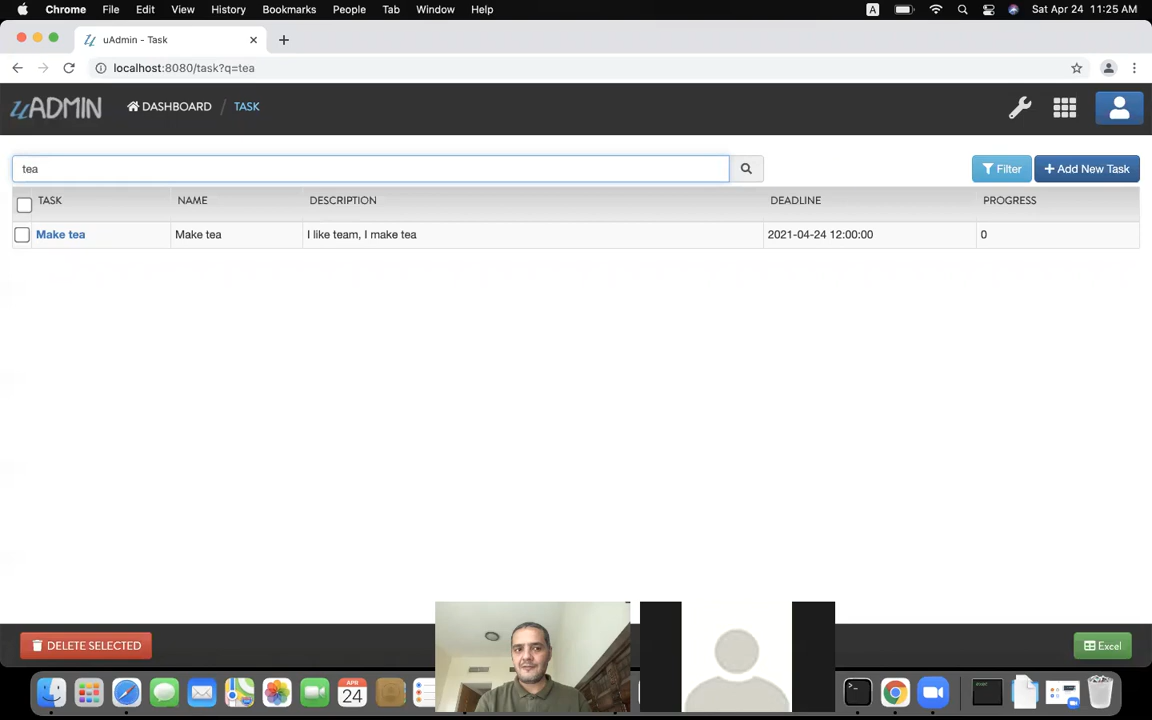 Chrome File Edit View History Bookmarks People Tab Window Help A Sat Apr 24 11:25 AM
uAdmin - Task
localhost:8080/task?q=tea
uADMIN DASHBOARD / TASK
tea Filter + Add New Task
TASK NAME DESCRIPTION DEADLINE PROGRESS
Make tea Make tea I like team, I make tea 2021-04-24 12:00:00 0
DELETE SELECTED Excel
APR
24